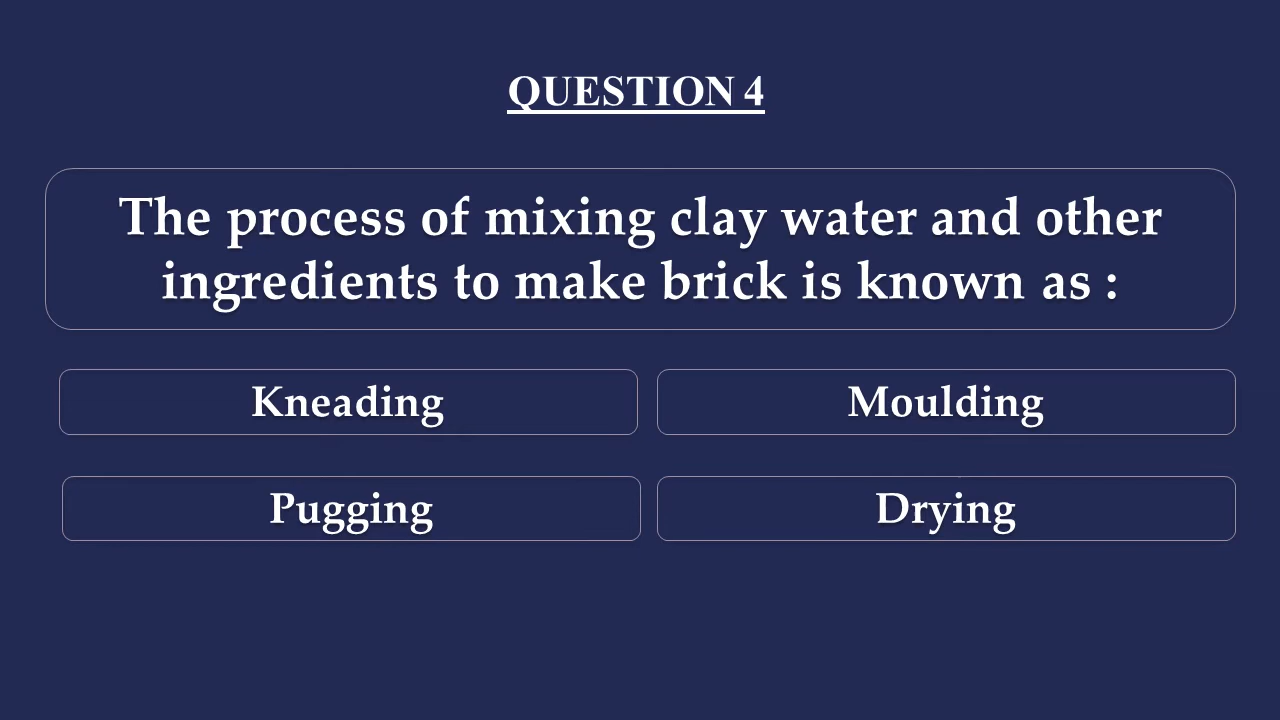 QUESTION 4
The process of mixing clay water and other
ingredients to make brick is known as :
Kneading
Moulding
Pugging
Drying